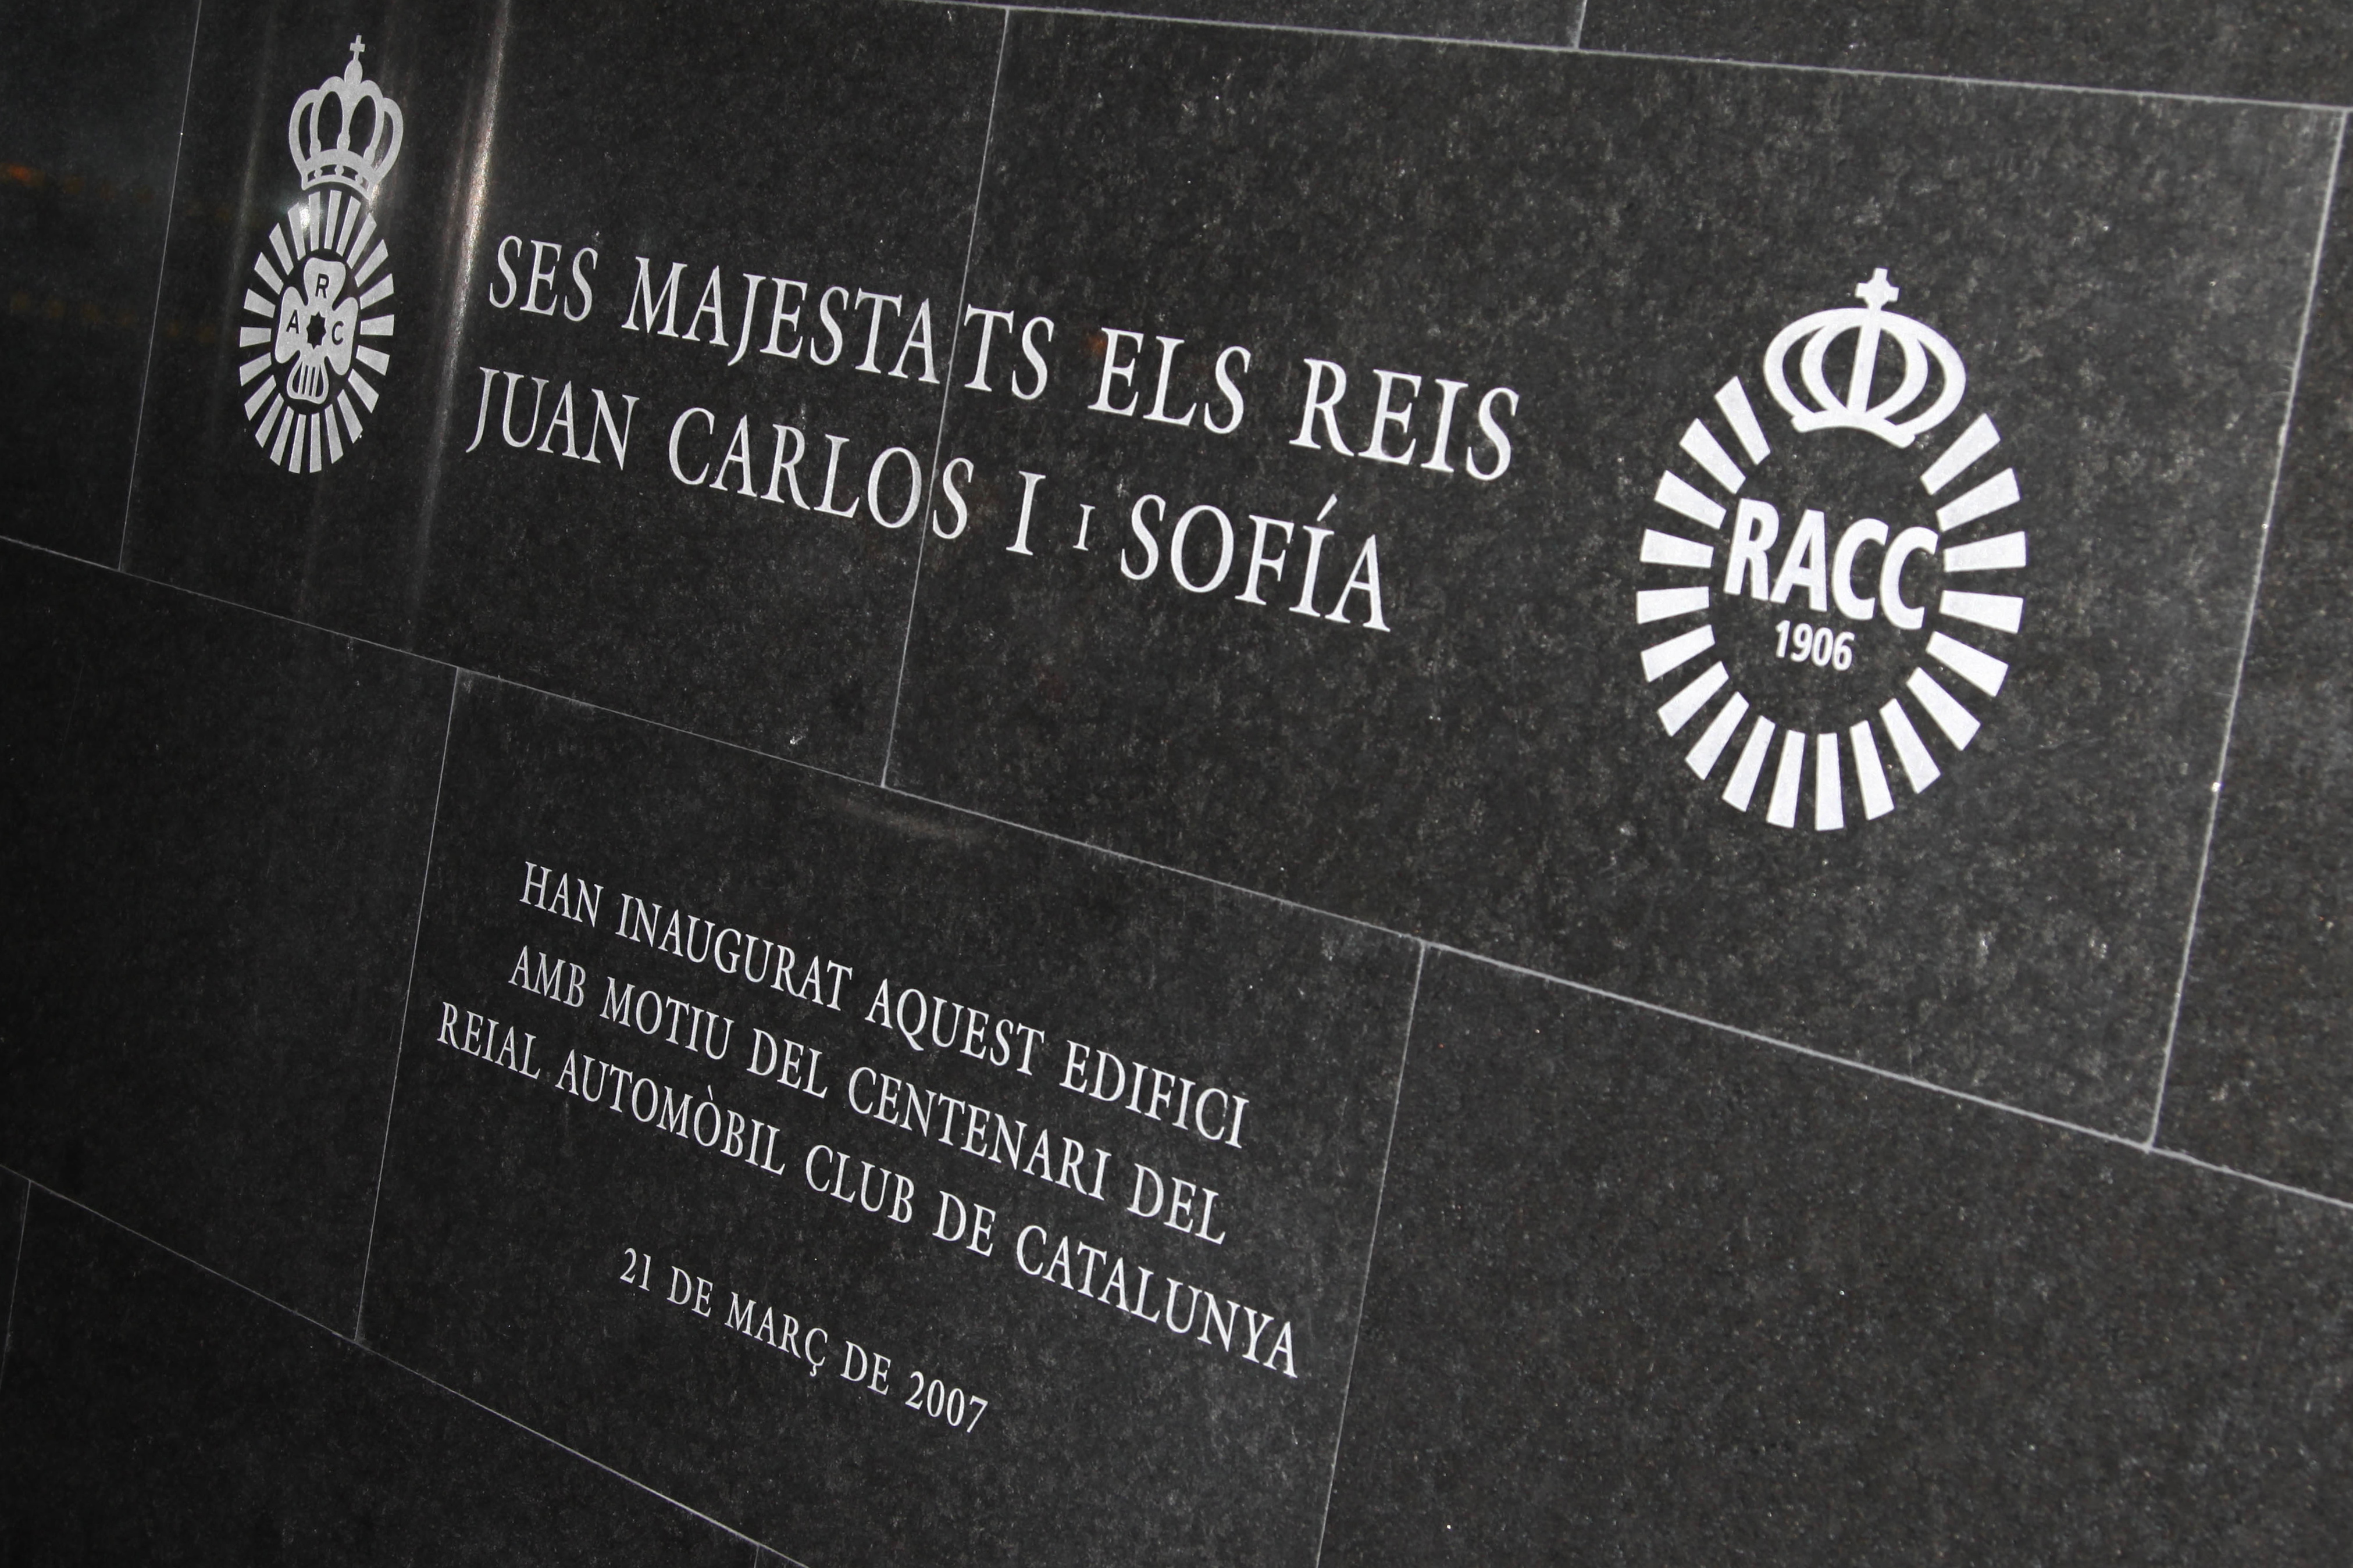 R
A C
SES MAJESTATS ELS REIS
JUAN CARLOS I I SOFÍA
RACC
1906
HAN INAUGURAT AQUEST EDIFICI
AMB MOTIU DEL CENTENARI DEL
REIAL AUTOMÒBIL CLUB DE CATALUNYA
21 DE MARÇ DE 2007